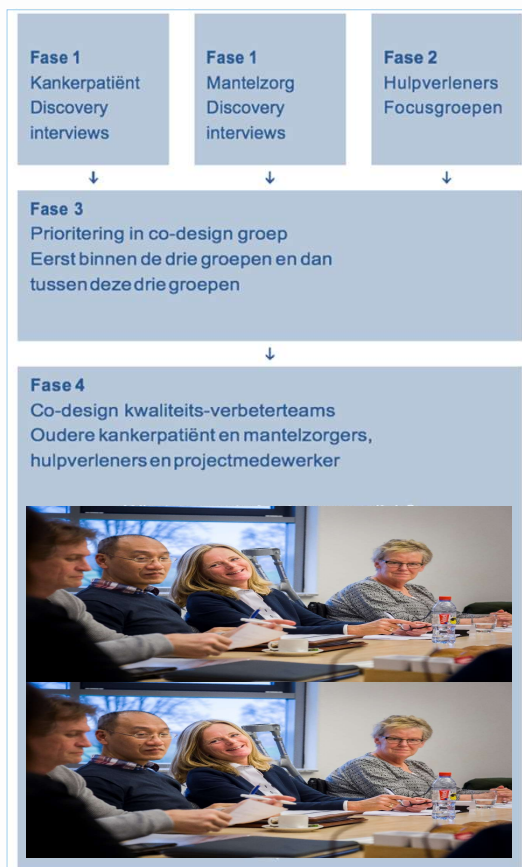 Fase 1
Kankerpatiënt
Discovery
interviews
Fase 1
Mantelzorg
Discovery
interviews
Fase 2
Hulpverleners
Focusgroepen
↓
↓
↓
Fase 3
Prioritering in co-design groep
Eerst binnen de drie groepen en dan
tussen deze drie groepen
↓
Fase 4
Co-design kwaliteits-verbeterteams
Oudere kankerpatiënt en mantelzorgers,
hulpverleners en projectmedewerker